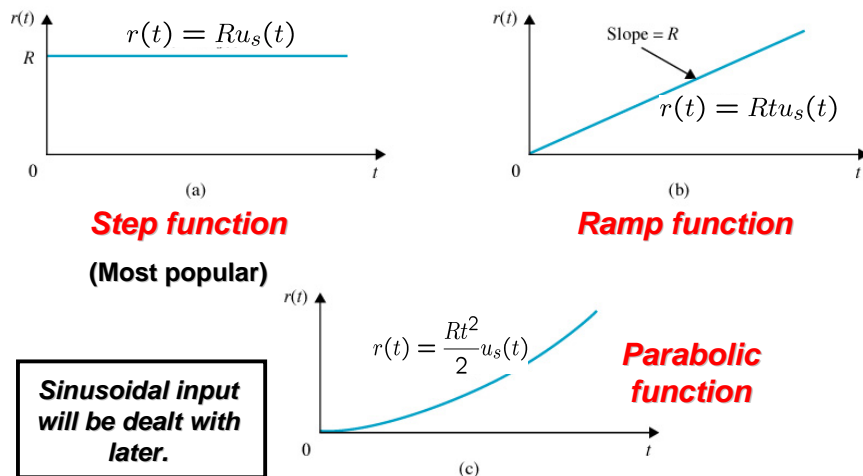 r(t)
r(t) = Ru_s(t)
R
0
t
(a)
Step function
(Most popular)
r(t)
Slope = R
r(t) = Rtu_s(t)
0
t
(b)
Ramp function
r(t)
r(t) = \frac{Rt^2}{2}u_s(t)
0
t
(c)
Parabolic
function
Sinusoidal input
will be dealt with
later.